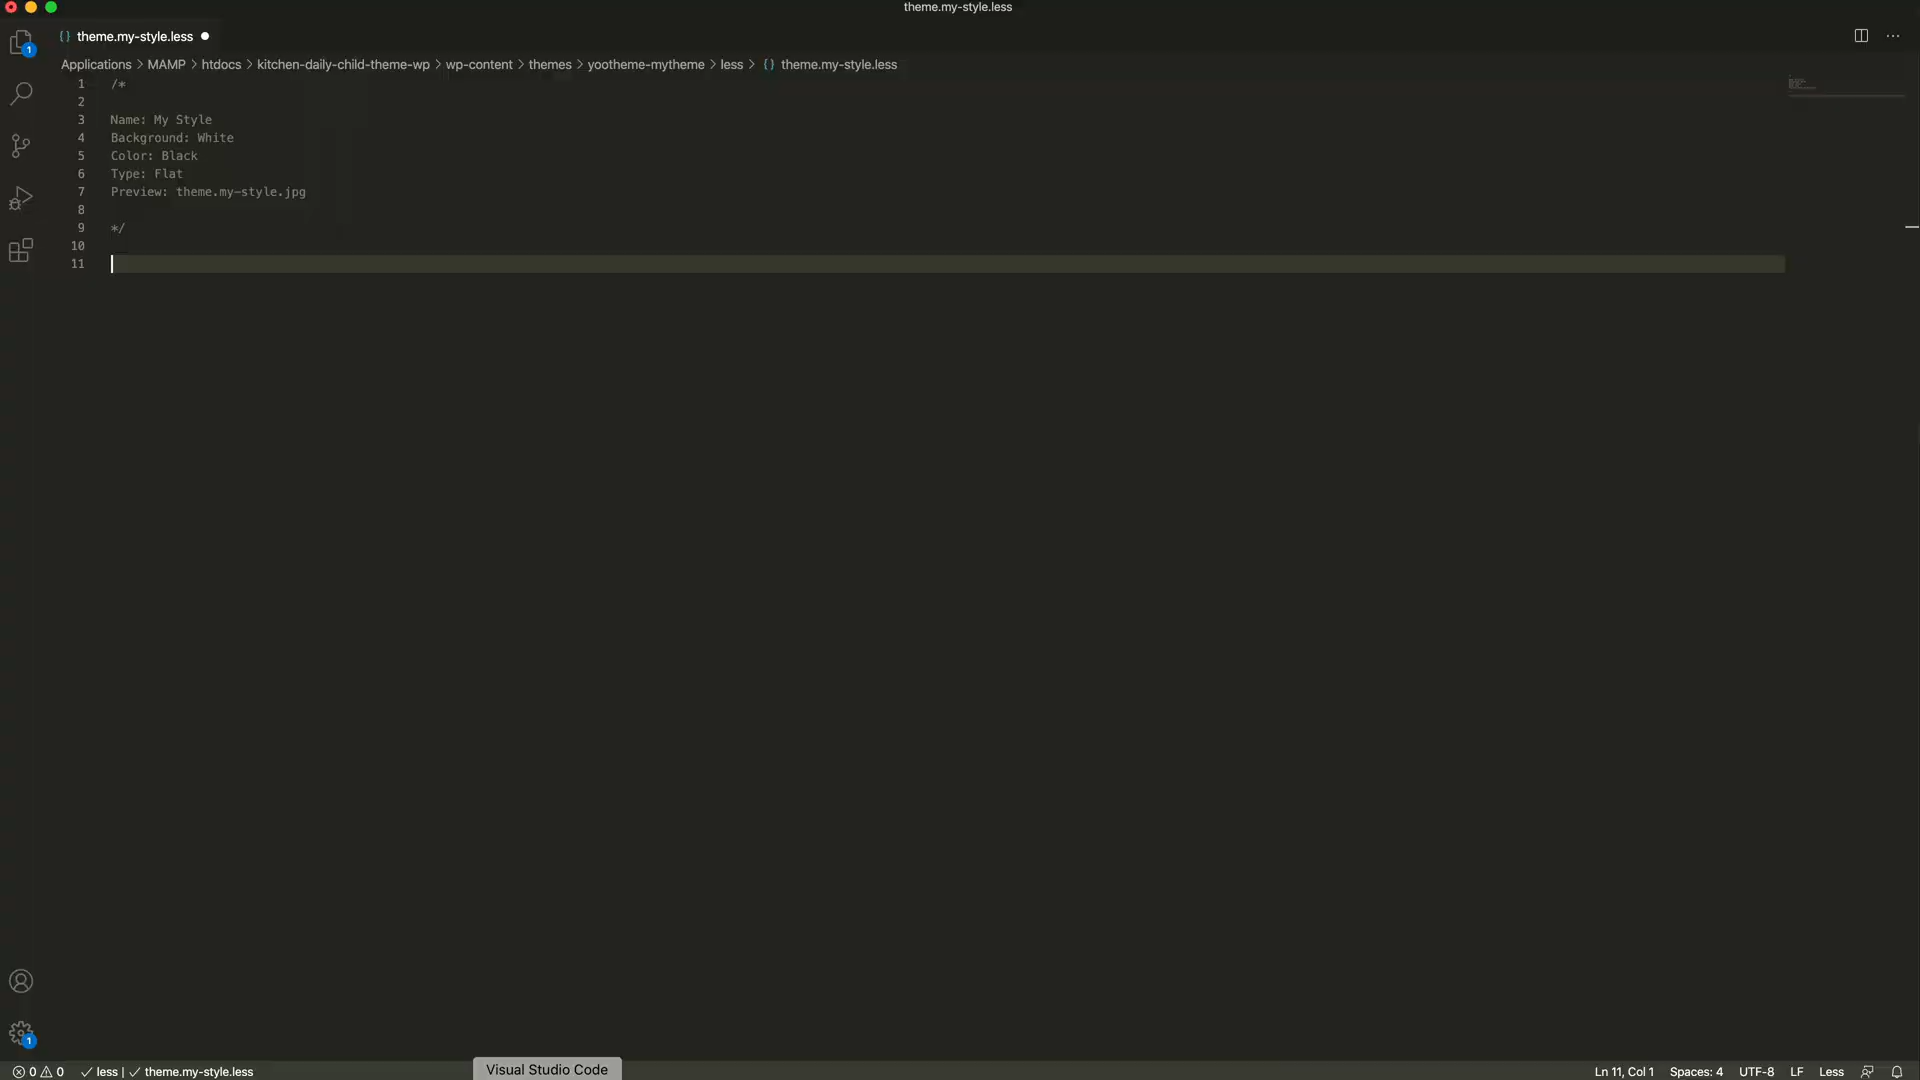 theme.my-style.less
theme.my-style.less
1
Applications > MAMP > htdocs > kitchen-daily-child-theme-wp > wp-content > themes > yootheme-mytheme > less > {} theme.my-style.less
1 /*
2
3 Name: My Style
4 Background: White
5 Color: Black
6 Type: Flat
7 Preview: theme.my-style.jpg
8
9 */
10
11
1
0 0 less | theme.my-style.less
Visual Studio Code
Ln 11, Col 1 Spaces: 4 UTF-8 LF Less